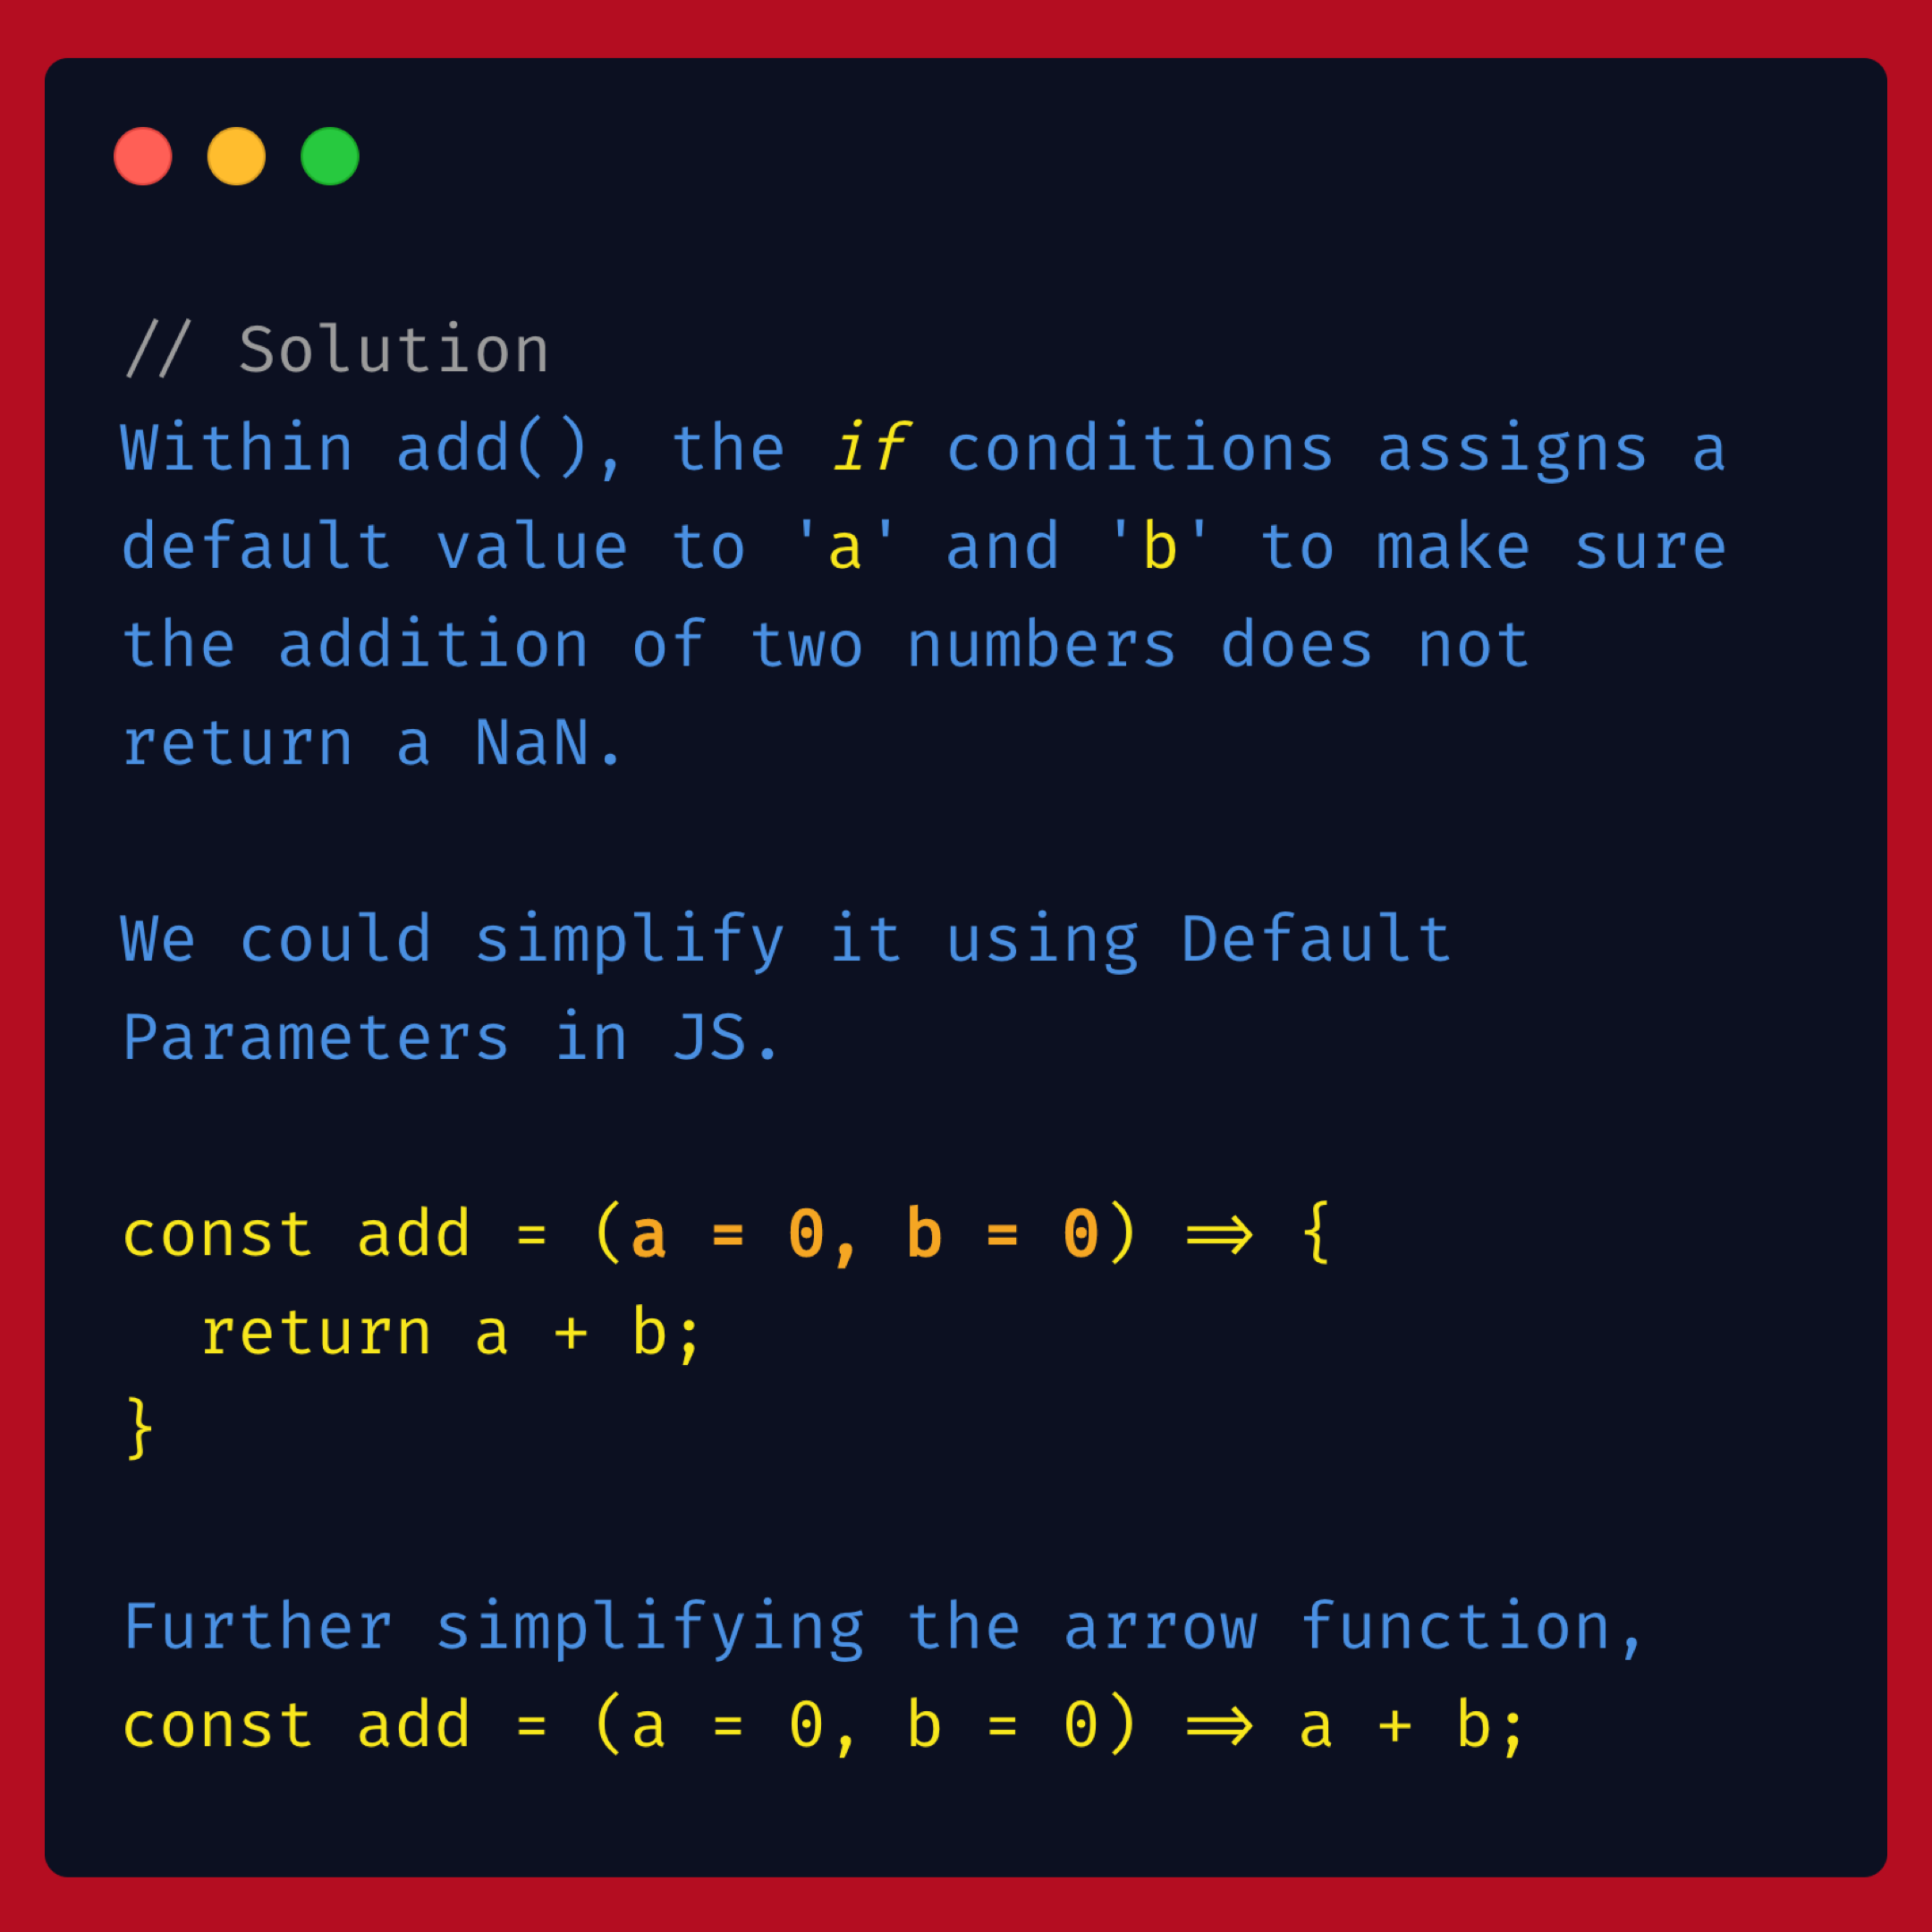 // Solution
Within add(), the if conditions assigns a
default value to 'a' and 'b' to make sure
the addition of two numbers does not
return a NaN.
We could simplify it using Default
Parameters in JS.
const add = (a = 0, b = 0) => {
  return a + b;
}
Further simplifying the arrow function,
const add = (a = 0, b = 0) => a + b;